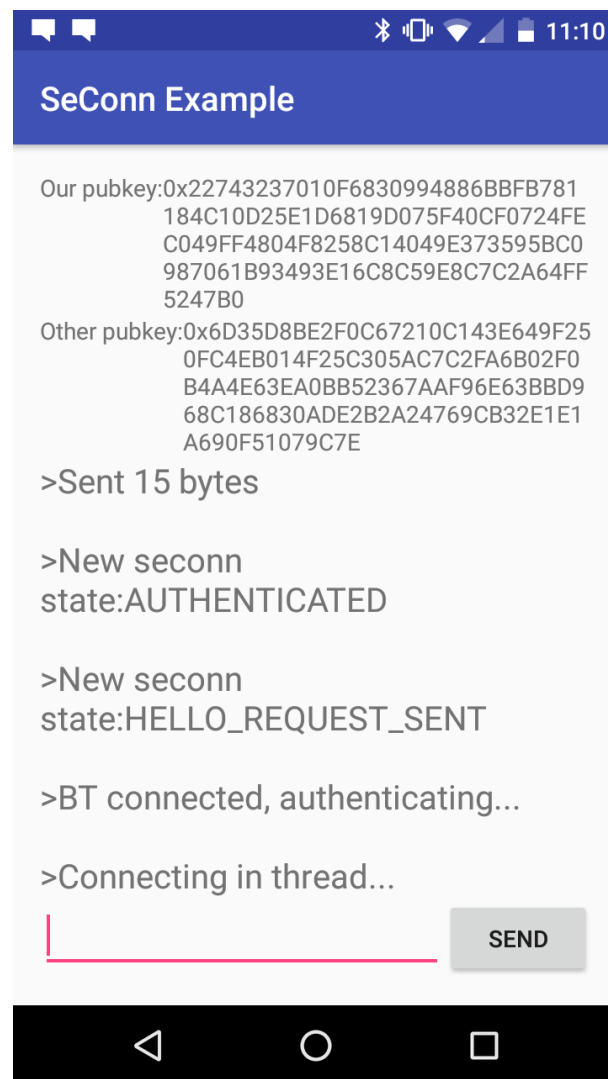 11:10
SeConn Example
Our pubkey:0x22743237010F6830994886BBFB781
184C10D25E1D6819D075F40CF0724FE
C049FF4804F8258C14049E373595BC0
987061B93493E16C8C59E8C7C2A64FF
5247B0
Other pubkey:0x6D35D8BE2F0C67210C143E649F25
0FC4EB014F25C305AC7C2FA6B02F0
B4A4E63EA0BB52367AAF96E63BBD9
68C186830ADE2B2A24769CB32E1E1
A690F51079C7E
>Sent 15 bytes
>New seconn
state:AUTHENTICATED
>New seconn
state:HELLO_REQUEST_SENT
>BT connected, authenticating...
>Connecting in thread...
SEND